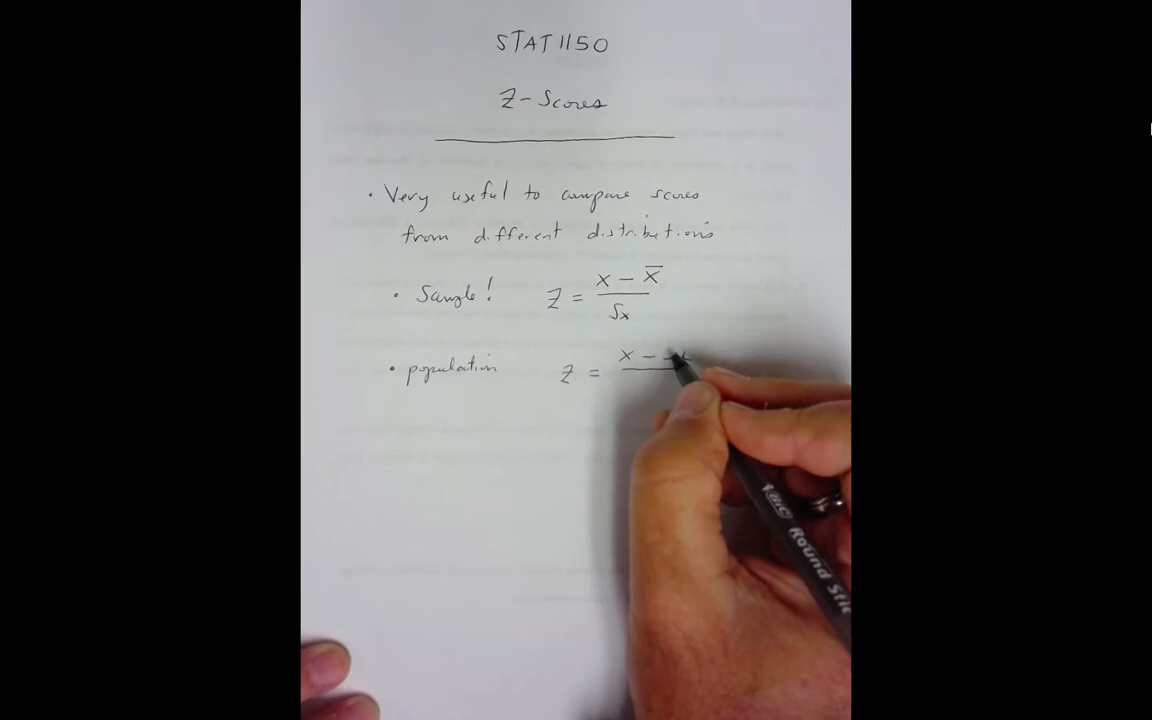 STAT 1150
Z-Scores
• Very useful to compare scores
from different distributions
• Sample! Z = x - x̄ / Sx
• population Z = x -
BIC Round Stic